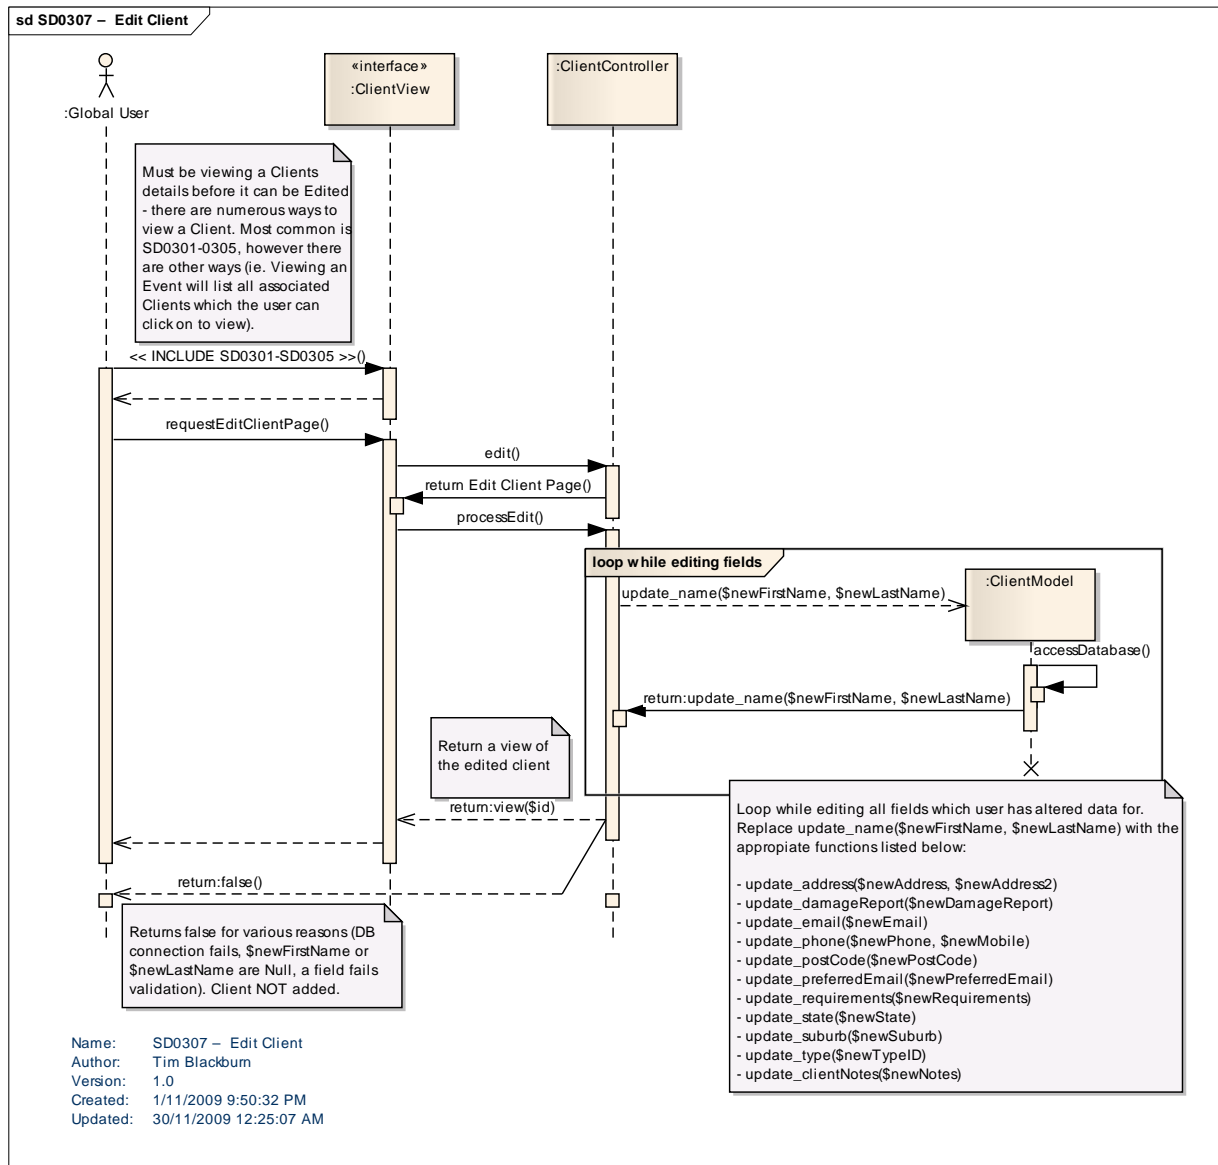 sd SD0307 –  Edit Client
:Global User
«interface»
:ClientView
:ClientController
Must be viewing a Clients
details before it can be Edited
- there are numerous ways to
view a Client. Most common is
SD0301-0305, however there
are other ways (ie. Viewing an
Event will list all associated
Clients which the user can
click on to view).
<< INCLUDE SD0301-SD0305 >>()
requestEditClientPage()
edit()
return Edit Client Page()
processEdit()
loop while editing fields
:ClientModel
update_name($newFirstName, $newLastName)
accessDatabase()
return:update_name($newFirstName, $newLastName)
Return a view of
the edited client
return:view($id)
return:false()
Returns false for various reasons (DB
connection fails, $newFirstName or
$newLastName are Null, a field fails
validation). Client NOT added.
Loop while editing all fields which user has altered data for.
Replace update_name($newFirstName, $newLastName) with the
appropiate functions listed below:
- update_address($newAddress, $newAddress2)
- update_damageReport($newDamageReport)
- update_email($newEmail)
- update_phone($newPhone, $newMobile)
- update_postCode($newPostCode)
- update_preferredEmail($newPreferredEmail)
- update_requirements($newRequirements)
- update_state($newState)
- update_suburb($newSuburb)
- update_type($newTypeID)
- update_clientNotes($newNotes)
Name: SD0307 –  Edit Client
Author: Tim Blackburn
Version: 1.0
Created: 1/11/2009 9:50:32 PM
Updated: 30/11/2009 12:25:07 AM